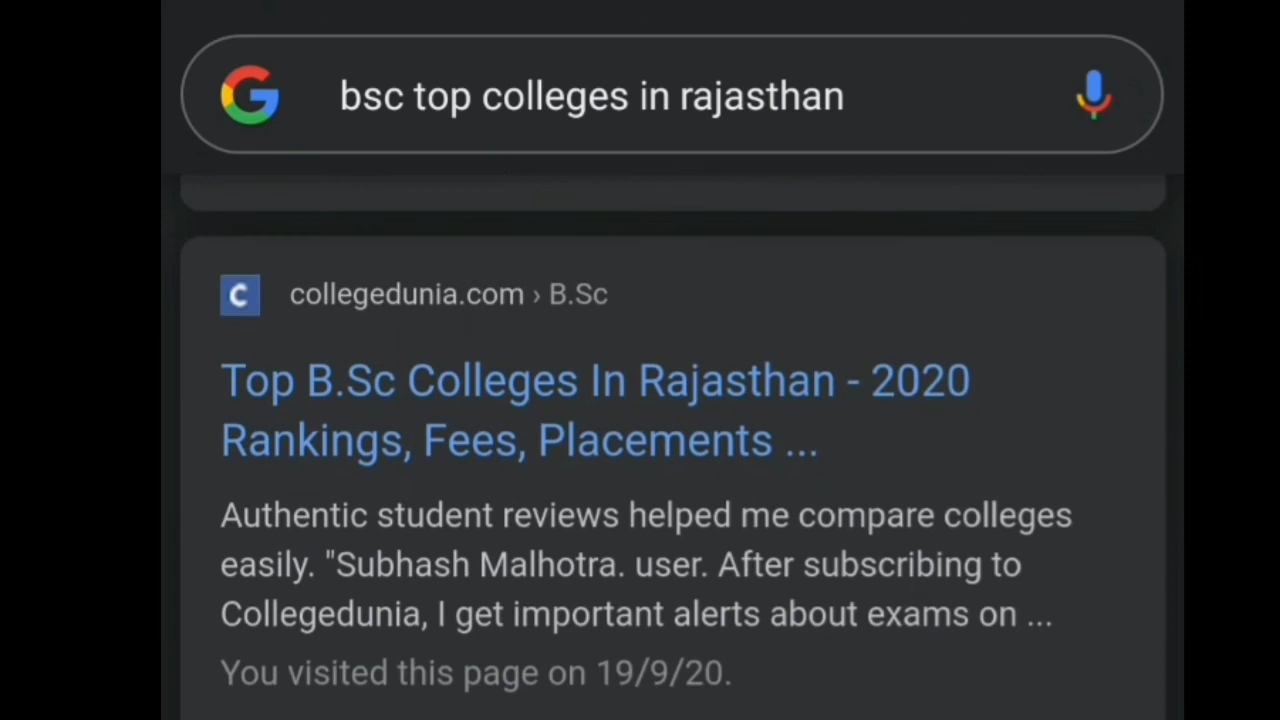 bsc top colleges in rajasthan
collegedunia.com › B.Sc
Top B.Sc Colleges In Rajasthan - 2020
Rankings, Fees, Placements ...
Authentic student reviews helped me compare colleges
easily. "Subhash Malhotra. user. After subscribing to
Collegedunia, I get important alerts about exams on ...
You visited this page on 19/9/20.